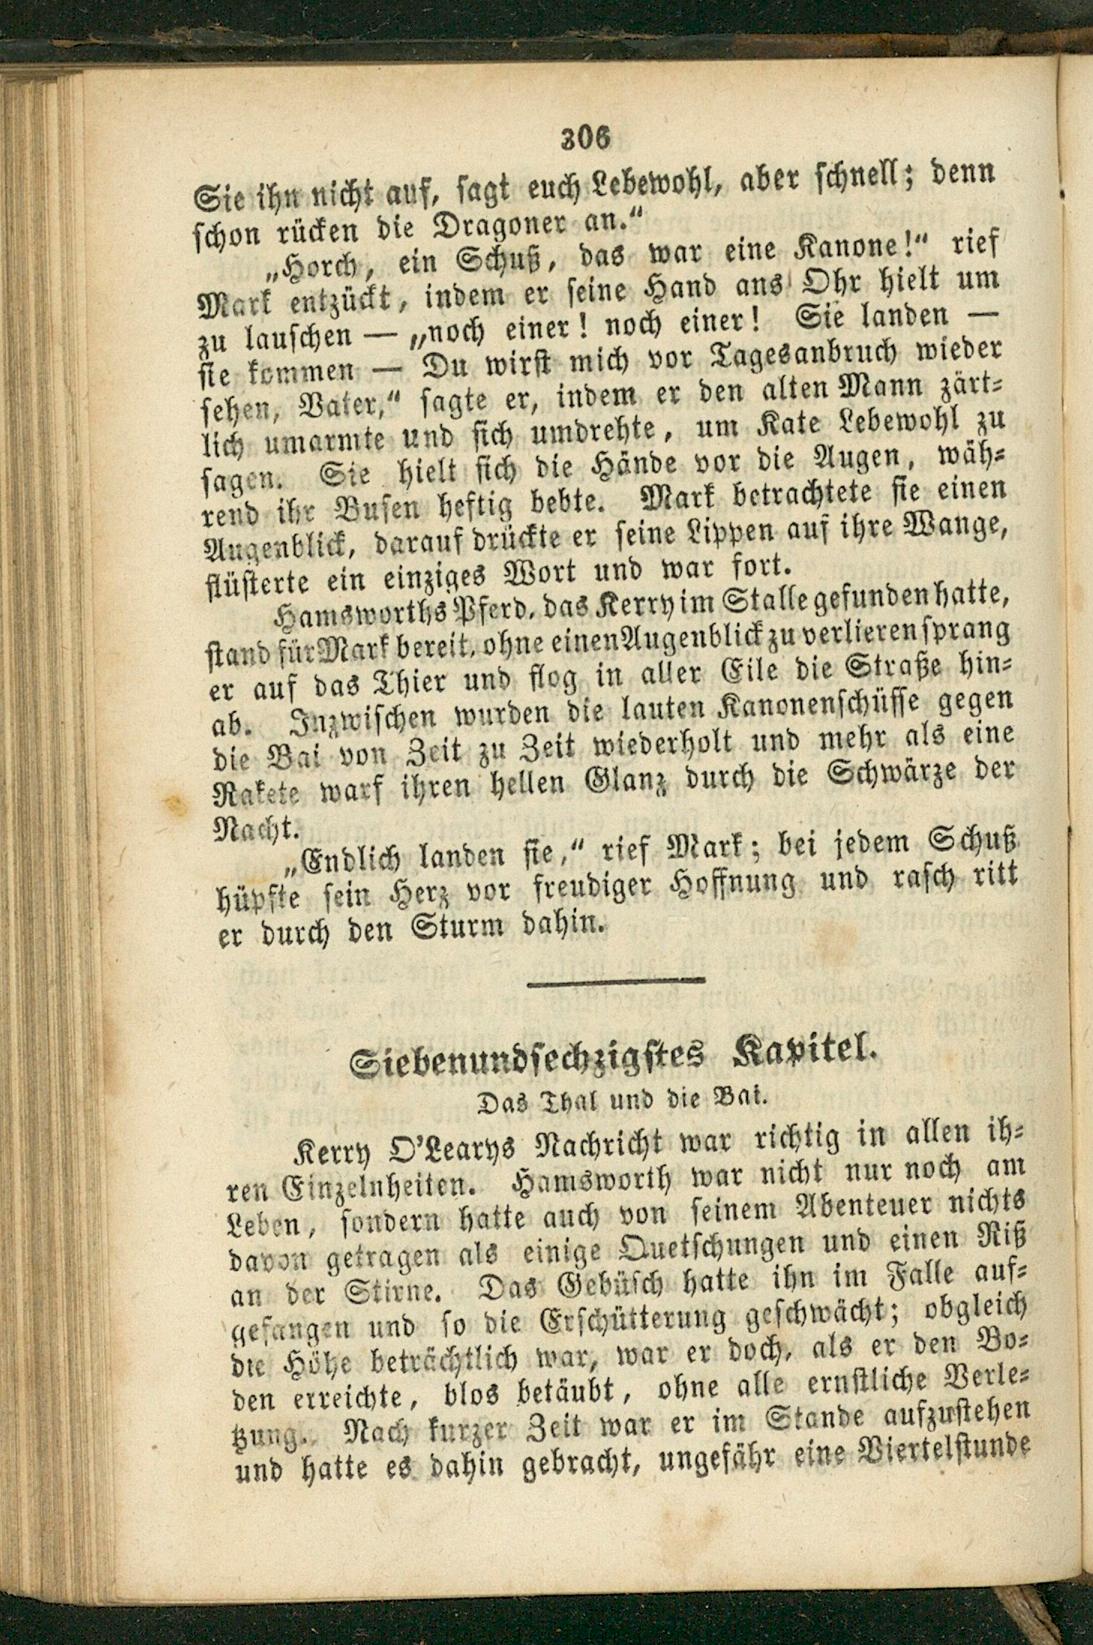 306
Sie ihn nicht auf, sagt euch Lebewohl, aber schnell; denn
schon rücken die Dragoner an.“
„Horch, ein Schuß, das war eine Kanone!“ rief
Mark entzückt, indem er seine Hand ans Ohr hielt um
zu lauschen — „noch einer! noch einer! Sie landen —
sie kommen — Du wirst mich vor Tagesanbruch wieder
sehen, Vater,“ sagte er, indem er den alten Mann zärt-
lich umarmte und sich umdrehte, um Kate Lebewohl zu
sagen. Sie hielt sich die Hände vor die Augen, wäh-
rend ihr Busen heftig bebte. Mark betrachtete sie einen
Augenblick, darauf drückte er seine Lippen auf ihre Wange,
flüsterte ein einziges Wort und war fort.
Hamsworths Pferd, das Kerry im Stalle gefunden hatte,
stand für Mark bereit, ohne einen Augenblick zu verlieren sprang
er auf das Thier und flog in aller Eile die Straße hin-
ab. Inzwischen wurden die lauten Kanonenschüsse gegen
die Bai von Zeit zu Zeit wiederholt und mehr als eine
Rakete warf ihren hellen Glanz durch die Schwärze der
Nacht.
„Endlich landen sie,“ rief Mark; bei jedem Schuß
hüpfte sein Herz vor freudiger Hoffnung und rasch ritt
er durch den Sturm dahin.
Siebenundsechzigstes Kapitel.
Das Thal und die Bai.
Kerry O’Learys Nachricht war richtig in allen ih-
ren Einzelnheiten. Hamsworth war nicht nur noch am
Leben, sondern hatte auch von seinem Abenteuer nichts
davon getragen als einige Quetschungen und einen Riß
an der Stirne. Das Gebüsch hatte ihn im Falle auf-
gefangen und so die Erschütterung geschwächt; obgleich
die Höhe beträchtlich war, war er doch, als er den Bo-
den erreichte, blos betäubt, ohne alle ernstliche Verle-
tzung. Nach kurzer Zeit war er im Stande aufzustehen
und hatte es dahin gebracht, ungefähr eine Viertelstunde